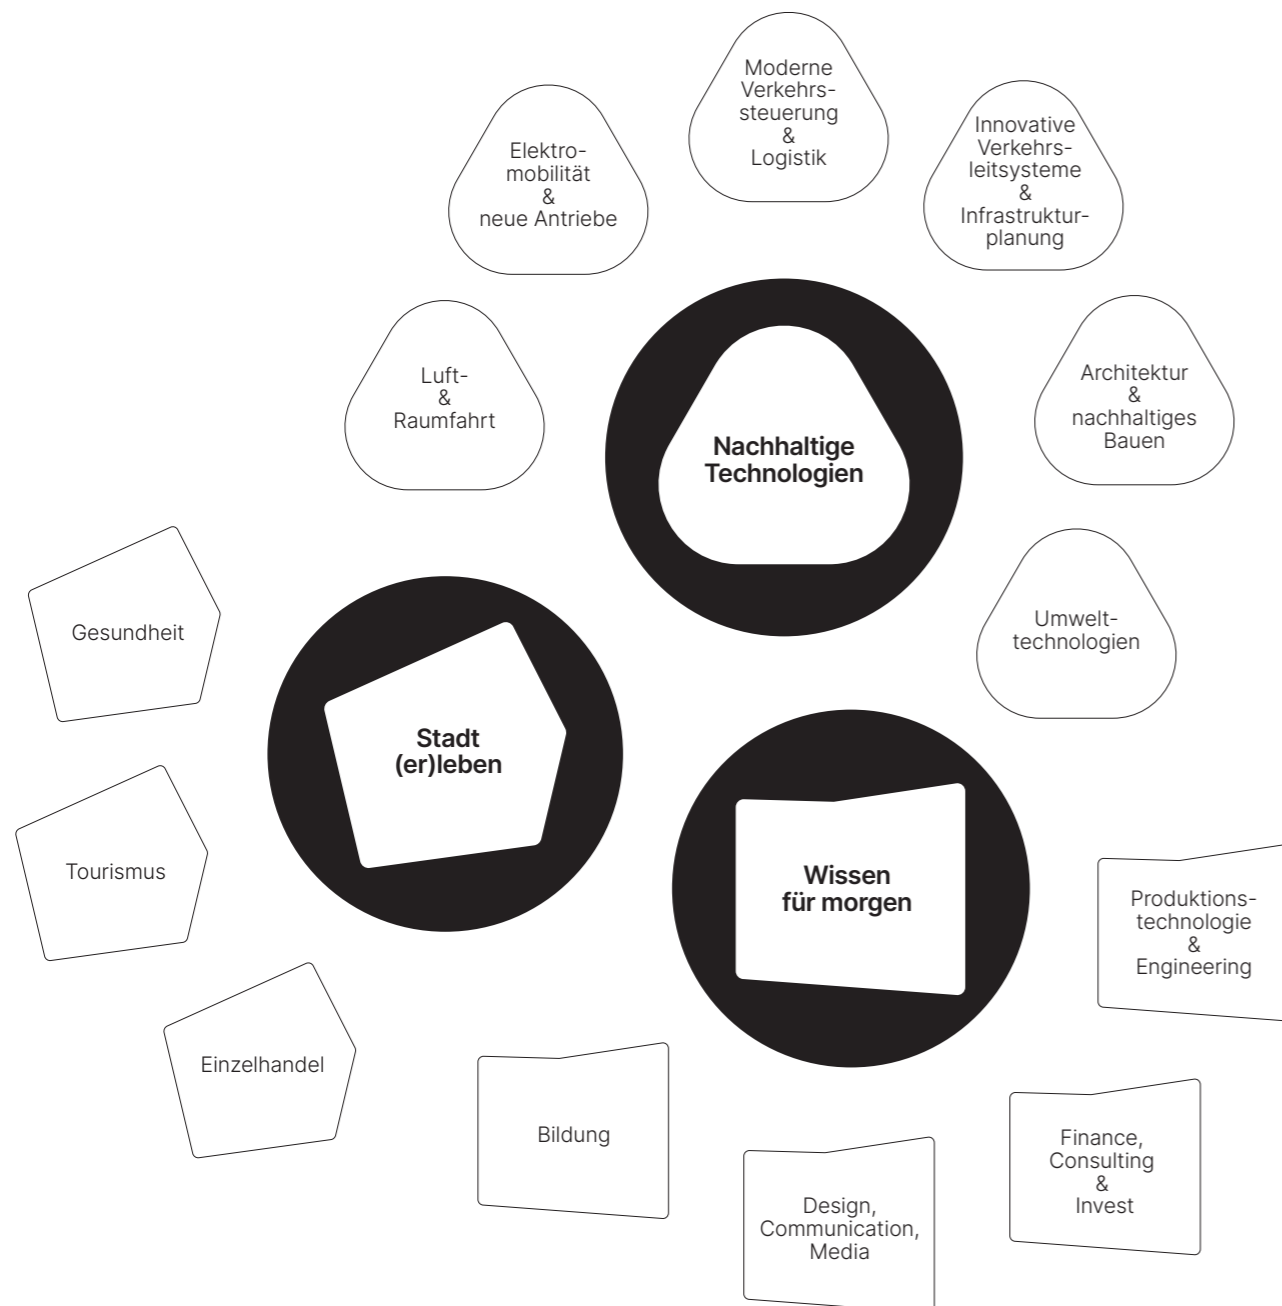 Moderne
Verkehrs-
steuerung
&
Logistik
Elektro-
mobilität
&
neue Antriebe
Innovative
Verkehrs-
leitsysteme
&
Infrastruktur-
planung
Luft-
&
Raumfahrt
Architektur
&
nachhaltiges
Bauen
Nachhaltige
Technologien
Umwelt-
technologien
Gesundheit
Stadt
(er)leben
Tourismus
Wissen
für morgen
Produktions-
technologie
&
Engineering
Einzelhandel
Bildung
Finance,
Consulting
&
Invest
Design,
Communication,
Media